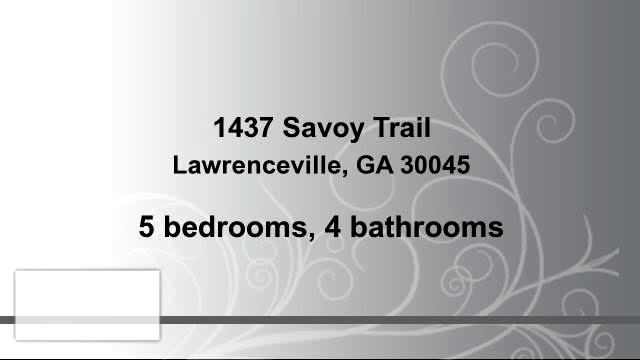 1437 Savoy Trail
Lawrenceville, GA 30045
5 bedrooms, 4 bathrooms